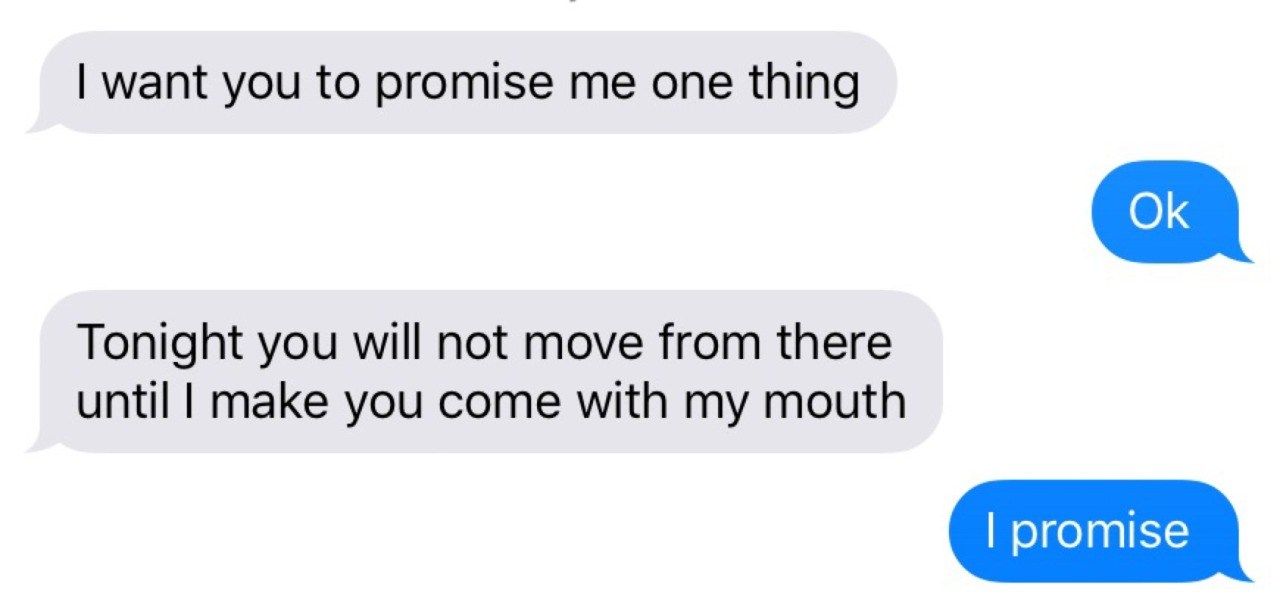 I want you to promise me one thing
Ok
Tonight you will not move from there
until I make you come with my mouth
I promise